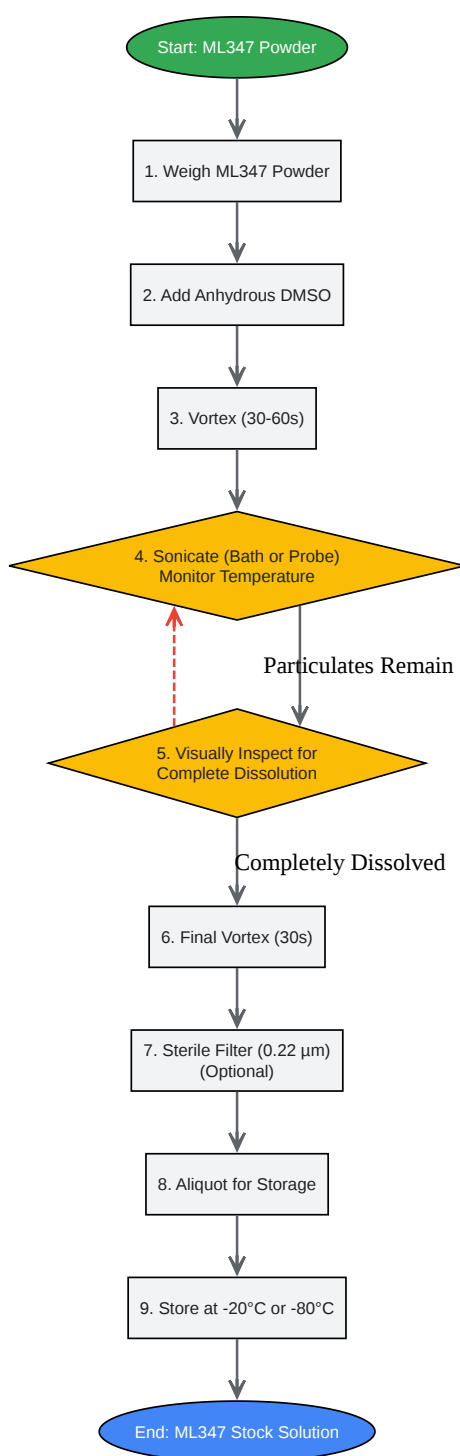 Start: ML347 Powder
1. Weigh ML347 Powder
2. Add Anhydrous DMSO
3. Vortex (30-60s)
4. Sonicate (Bath or Probe)
Monitor Temperature
Particulates Remain
5. Visually Inspect for
Complete Dissolution
Completely Dissolved
6. Final Vortex (30s)
7. Sterile Filter (0.22 µm)
(Optional)
8. Aliquot for Storage
9. Store at -20°C or -80°C
End: ML347 Stock Solution